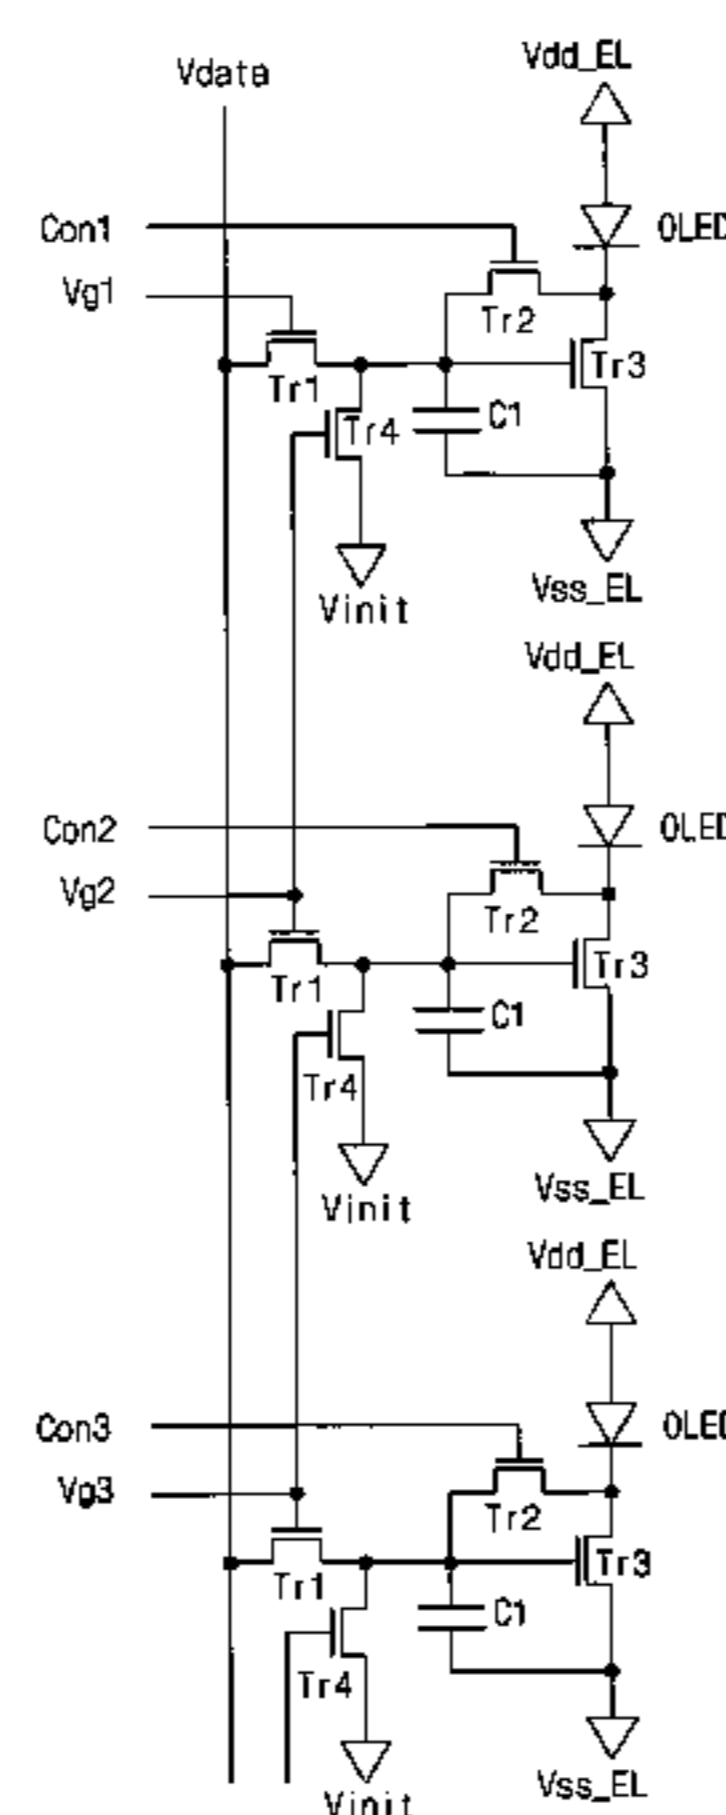 Vdd_EL
Vdata
Con1
OLED
Vg1
Tr2
Tr3
Tr1
C1
Tr4
Vss_EL
Vinit
Vdd_EL
Con2
OLED
Vg2
Tr2
Tr3
Tr1
C1
Tr4
Vss_EL
Vinit
Vdd_EL
Con3
OLED
Vg3
Tr2
Tr3
Tr1
C1
Tr4
Vss_EL
Vinit